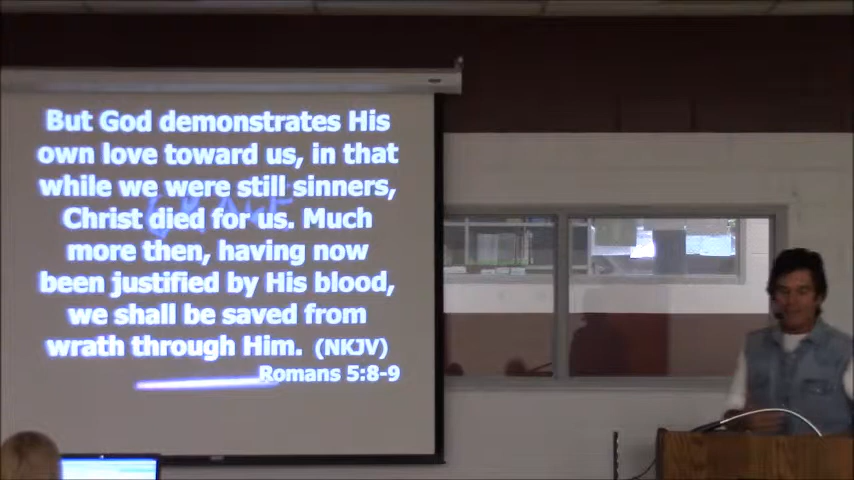 But God demonstrates His
own love toward us, in that
while we were still sinners,
Christ died for us. Much
more then, having now
been justified by His blood,
we shall be saved from
wrath through Him. (NKJV)
Romans 5:8-9
GRACE